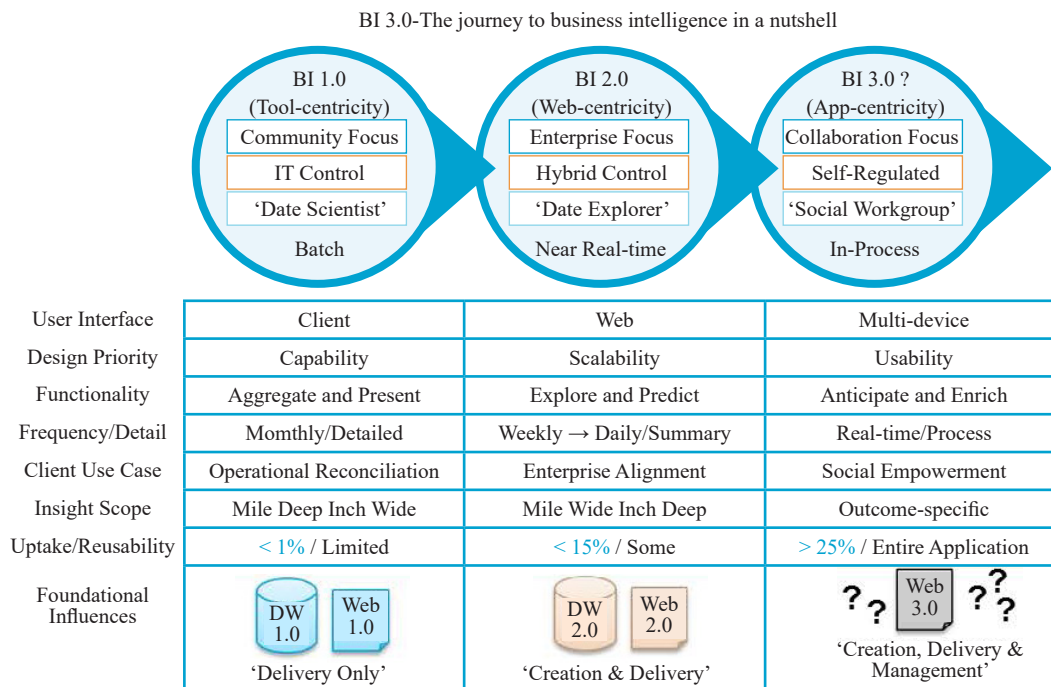 BI 3.0-The journey to business intelligence in a nutshell
BI 1.0
(Tool-centricity)
Community Focus
IT Control
‘Date Scientist’
Batch
BI 2.0
(Web-centricity)
Enterprise Focus
Hybrid Control
‘Date Explorer’
Near Real-time
BI 3.0 ?
(App-centricity)
Collaboration Focus
Self-Regulated
‘Social Workgroup’
In-Process
User Interface Client Web Multi-device
Design Priority Capability Scalability Usability
Functionality Aggregate and Present Explore and Predict Anticipate and Enrich
Frequency/Detail Momthly/Detailed Weekly → Daily/Summary Real-time/Process
Client Use Case Operational Reconciliation Enterprise Alignment Social Empowerment
Insight Scope Mile Deep Inch Wide Mile Wide Inch Deep Outcome-specific
Uptake/Reusability < 1% / Limited < 15% / Some > 25% / Entire Application
Foundational
Influences
DW
1.0
Web
1.0
‘Delivery Only’
DW
2.0
Web
2.0
‘Creation & Delivery’
? ?
Web
3.0
? ? ?
‘Creation, Delivery &
Management’